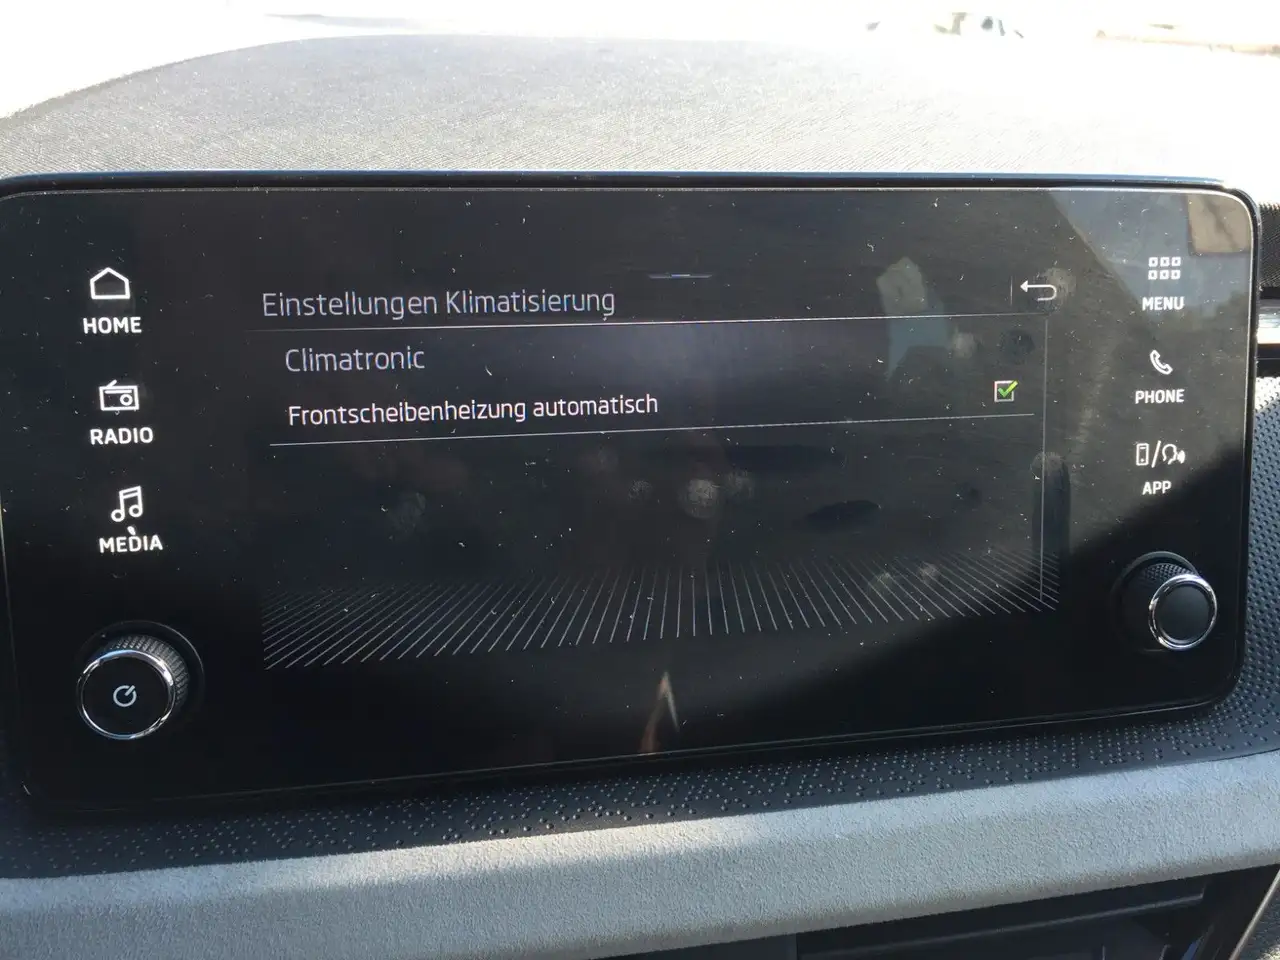 Einstellungen Klimatisierung
Climatronic
Frontscheibenheizung automatisch
HOME
RADIO
MEDIA
MENU
PHONE
APP